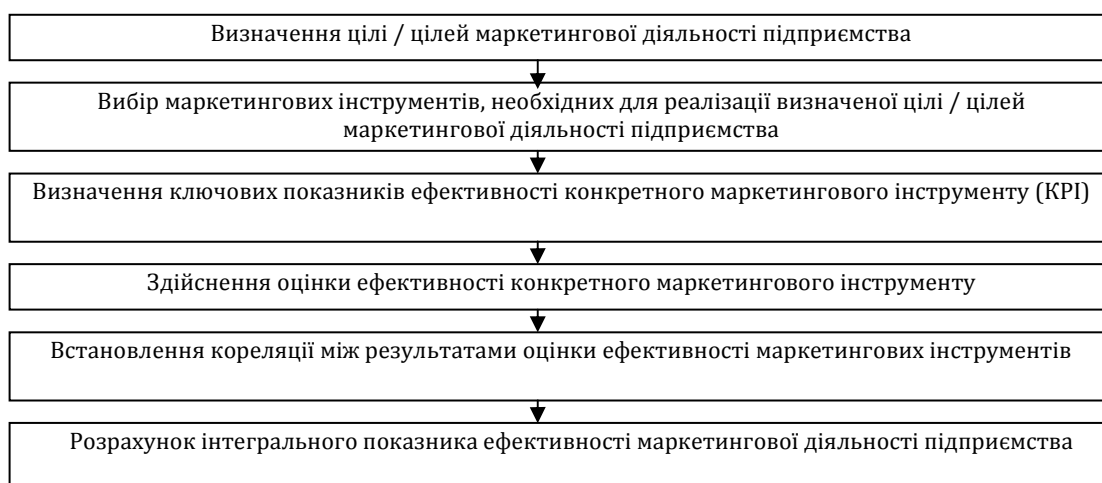 Визначення цілі / цілей маркетингової діяльності підприємства
Вибір маркетингових інструментів, необхідних для реалізації визначеної цілі / цілей
маркетингової діяльності підприємства
Визначення ключових показників ефективності конкретного маркетингового інструменту (KPI)
Здійснення оцінки ефективності конкретного маркетингового інструменту
Встановлення кореляції між результатами оцінки ефективності маркетингових інструментів
Розрахунок інтегрального показника ефективності маркетингової діяльності підприємства